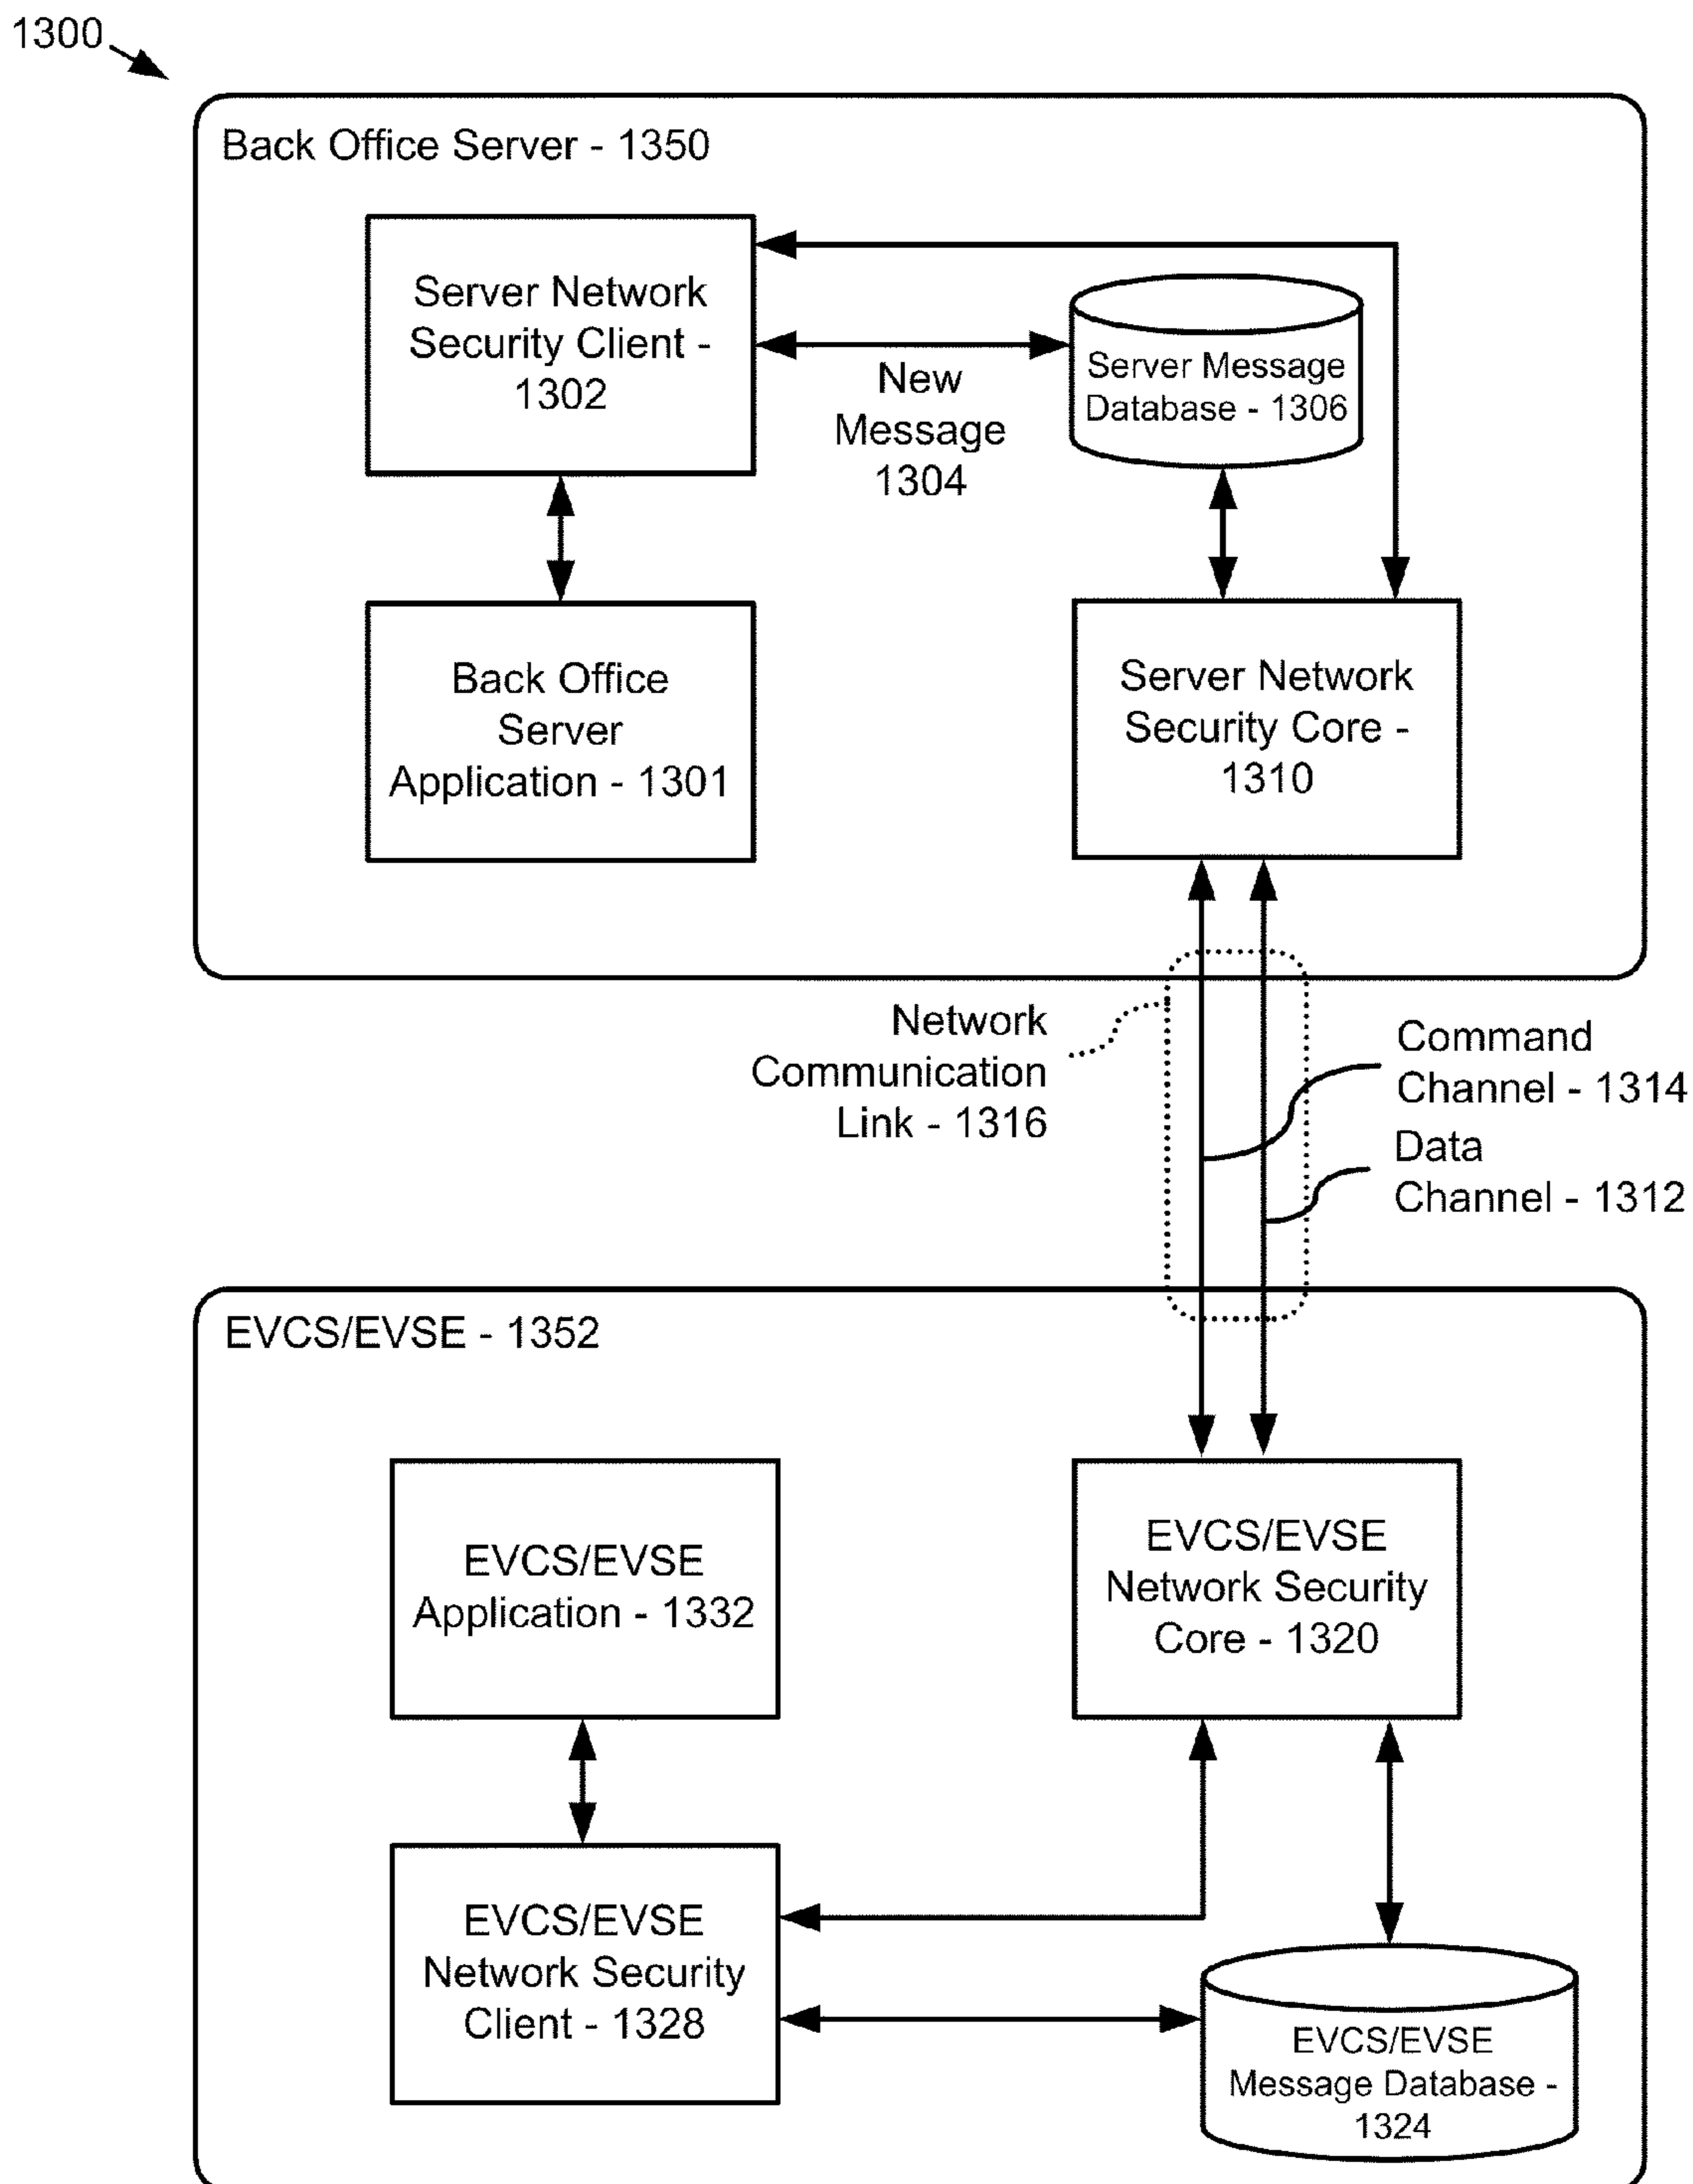 1300
Back Office Server - 1350
Server Network
Security Client -
1302
New
Message
1304
Server Message
Database - 1306
Back Office
Server
Application - 1301
Server Network
Security Core -
1310
Network
Communication
Link - 1316
Command
Channel - 1314
Data
Channel - 1312
EVCS/EVSE - 1352
EVCS/EVSE
Application - 1332
EVCS/EVSE
Network Security
Core - 1320
EVCS/EVSE
Network Security
Client - 1328
EVCS/EVSE
Message Database -
1324